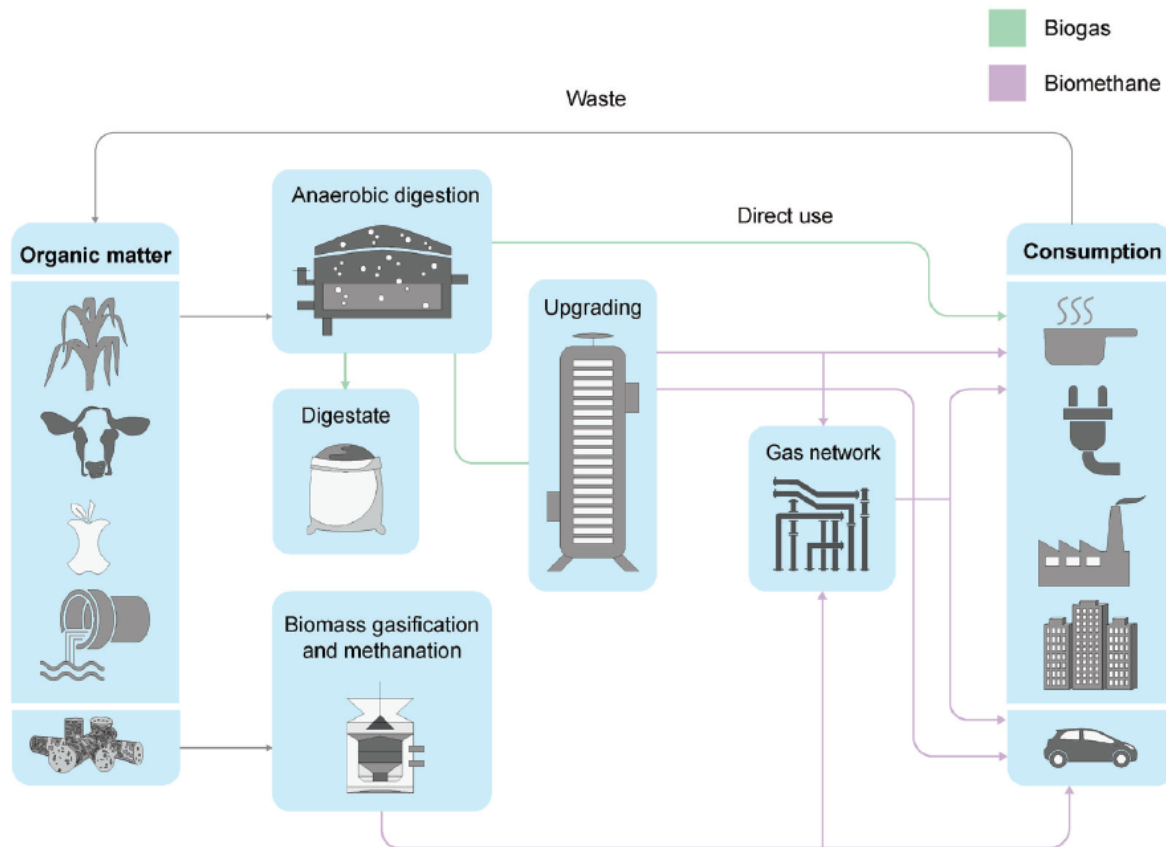 Biogas
Biomethane
Waste
Anaerobic digestion
Direct use
Organic matter
Consumption
Upgrading
Digestate
Gas network
Biomass gasification
and methanation